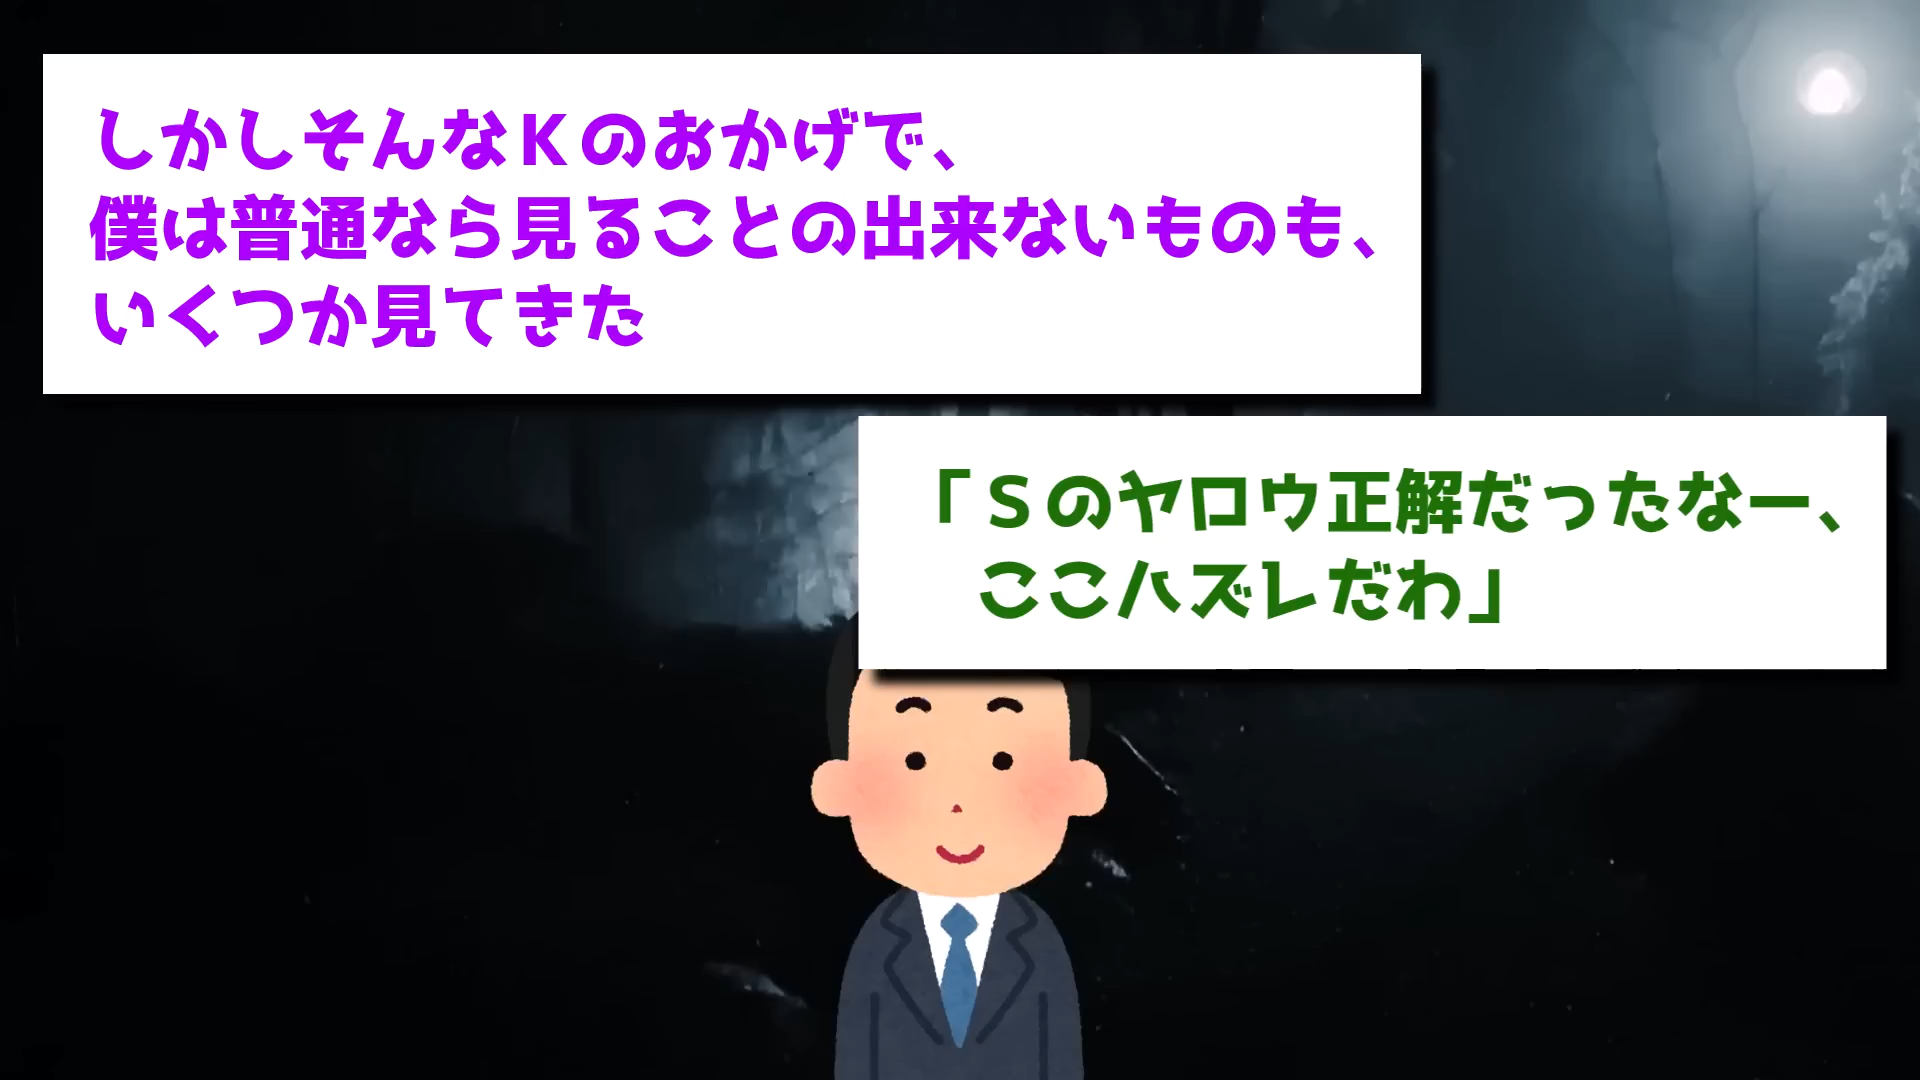 しかしそんなＫのおかげで、
僕は普通なら見ることの出来ないものも、
いくつか見てきた
「Ｓのヤロウ正解だったなー、
ここハズレだわ」